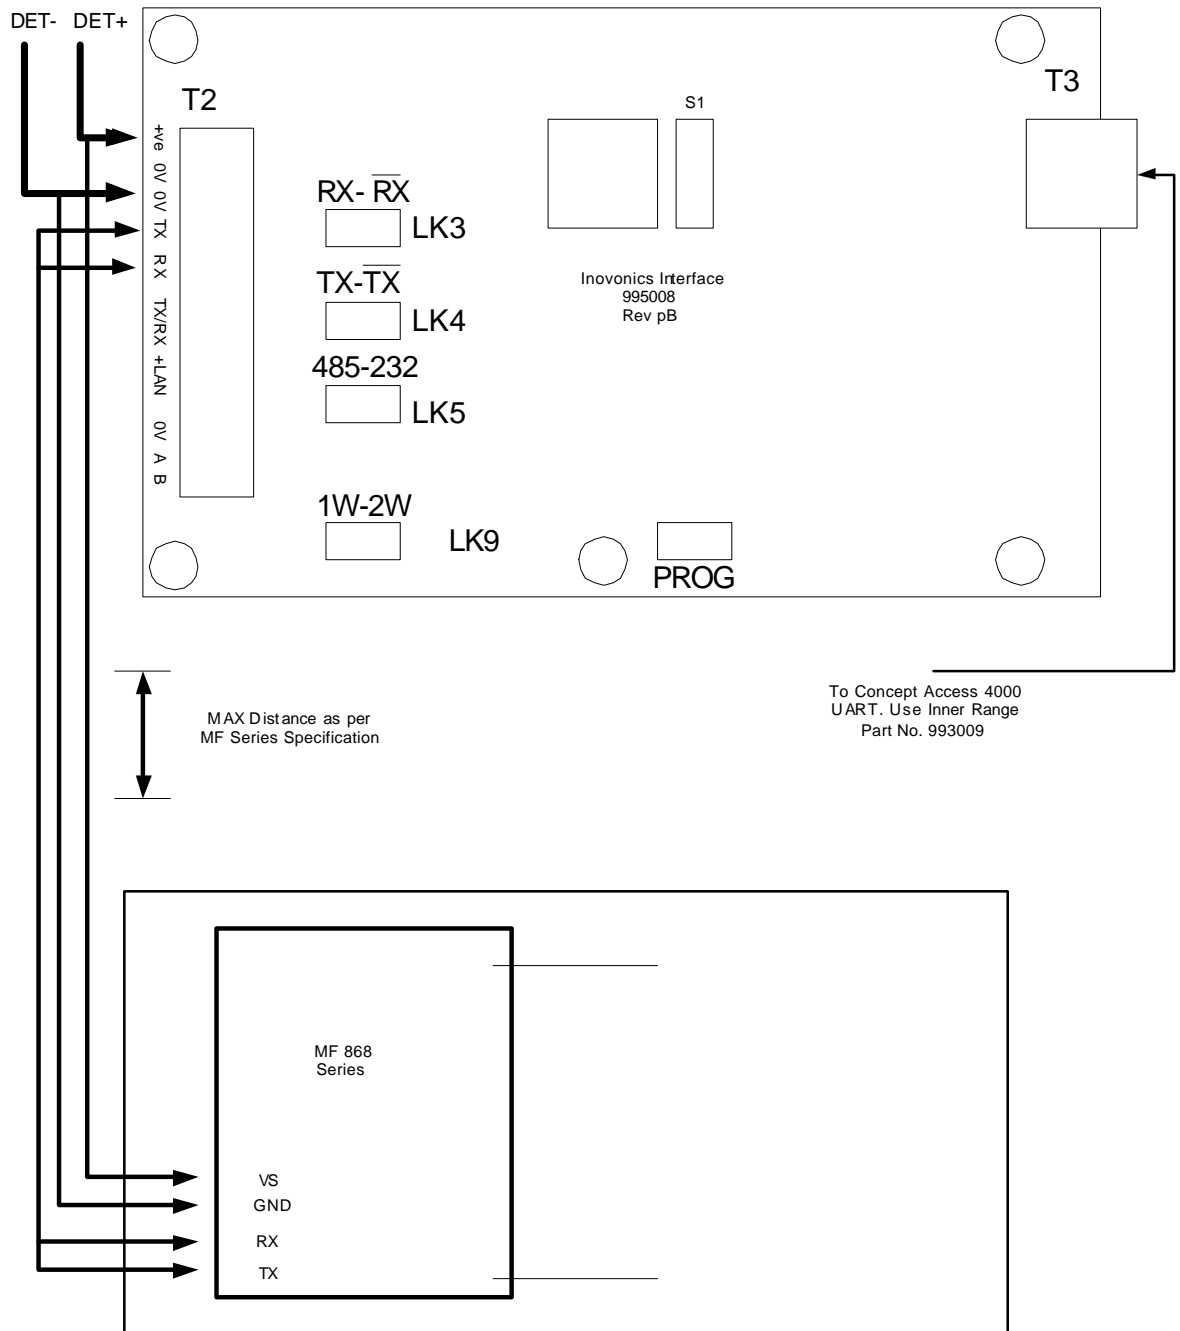 DET- DET+
T2
S1
T3
+ve
0V
0V
TX
RX
TX/RX
+LAN
0V
A
B
RX-RX
LK3
TX-TX
LK4
485-232
LK5
1W-2W
LK9
PROG
Inovonics Interface
995008
Rev pB
MAX Distance as per
MF Series Specification
To Concept Access 4000
UART. Use Inner Range
Part No. 993009
MF 868
Series
VS
GND
RX
TX